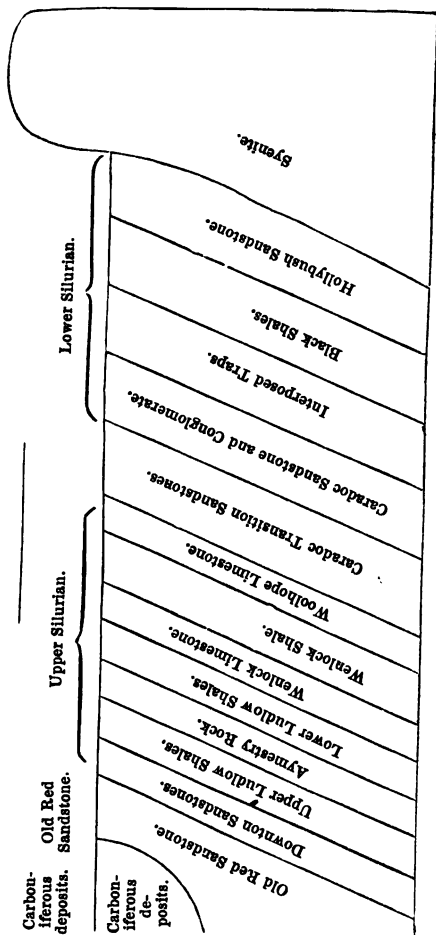 Carbon-
iferous
deposits.
Old Red
Sandstone.
Upper Silurian.
Lower Silurian.
Carbon-
iferous
de-
posits.
Old Red Sandstone.
Downton Sandstones.
Upper Ludlow Shales.
Aymestry Rock.
Lower Ludlow Shales.
Wenlock Limestone.
Wenlock Shale.
Woolhope Limestone.
Caradoc Transition Sandstones.
Caradoc Sandstone and Conglomerate.
Interposed Traps.
Black Shales.
Hollybush Sandstone.
Syenite.